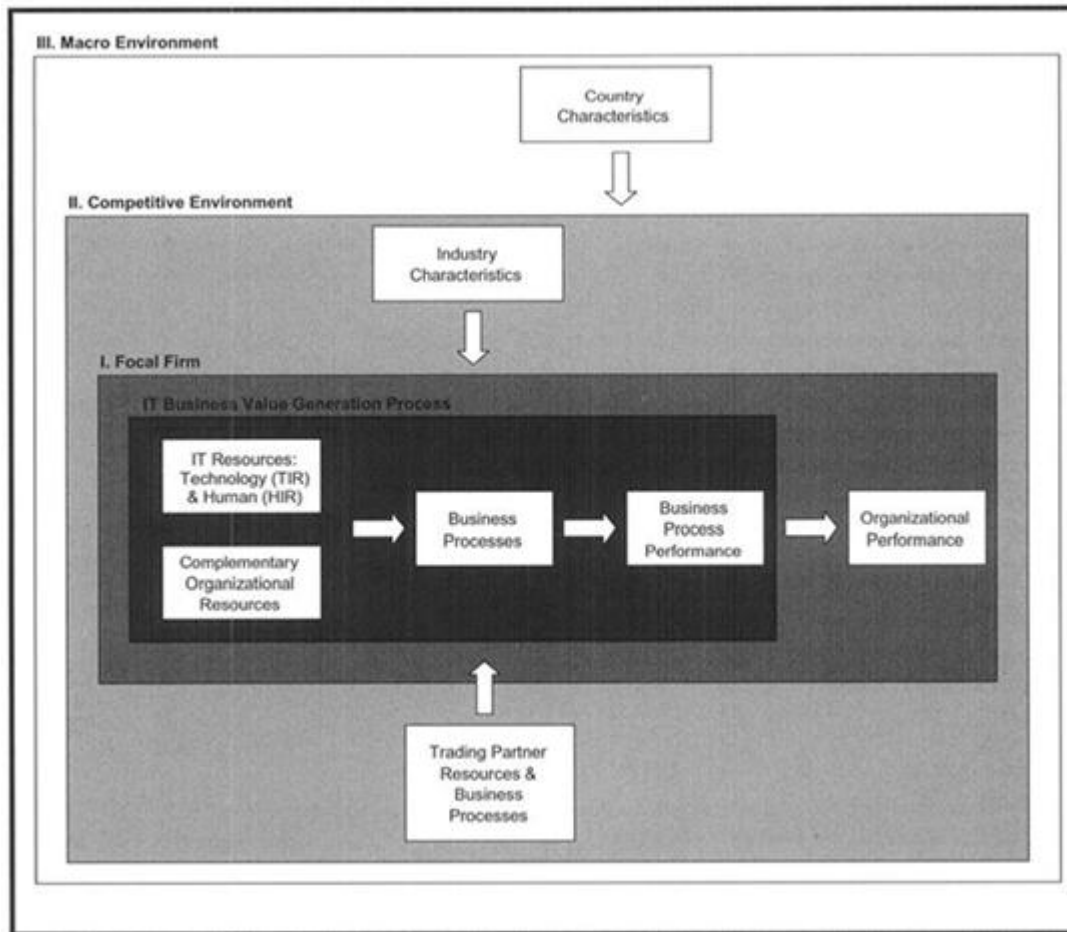 III. Macro Environment
Country
Characteristics
II. Competitive Environment
Industry
Characteristics
I. Focal Firm
IT Business Value Generation Process
IT Resources:
Technology (TIR)
& Human (HIR)
Complementary
Organizational
Resources
Business
Processes
Business
Process
Performance
Organizational
Performance
Trading Partner
Resources &
Business
Processes